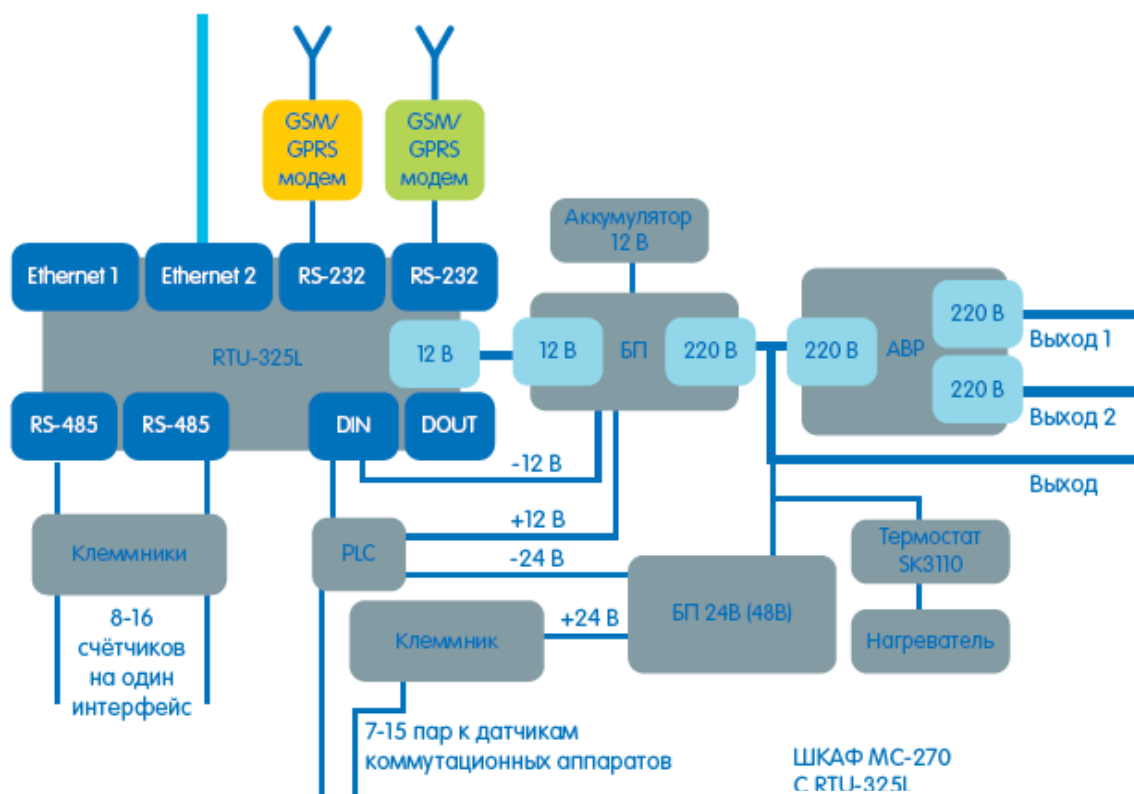 GSM/
GPRS
модем
GSM/
GPRS
модем
Аккумулятор
12 В
Ethernet 1
Ethernet 2
RS-232
RS-232
220 В
Выход 1
RTU-325L
12 В
12 В
БП
220 В
220 В
АВР
220 В
Выход 2
RS-485
RS-485
DIN
DOUT
-12 В
Выход
+12 В
Клеммники
PLC
-24 В
Термостат
SK3110
8-16
счётчиков
на один
интерфейс
Клеммник
+24 В
БП 24В (48В)
Нагреватель
7-15 пар к датчикам
коммутационных аппаратов
ШКАФ МС-270
С RTU-325L